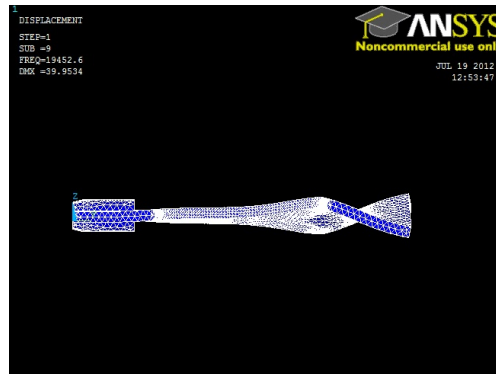 1
DISPLACEMENT
STEP=1
SUB =9
FREQ=19452.6
DMX =39.9534
ANSYS
Noncommercial use onl
JUL 19 2012
12:53:47
Z